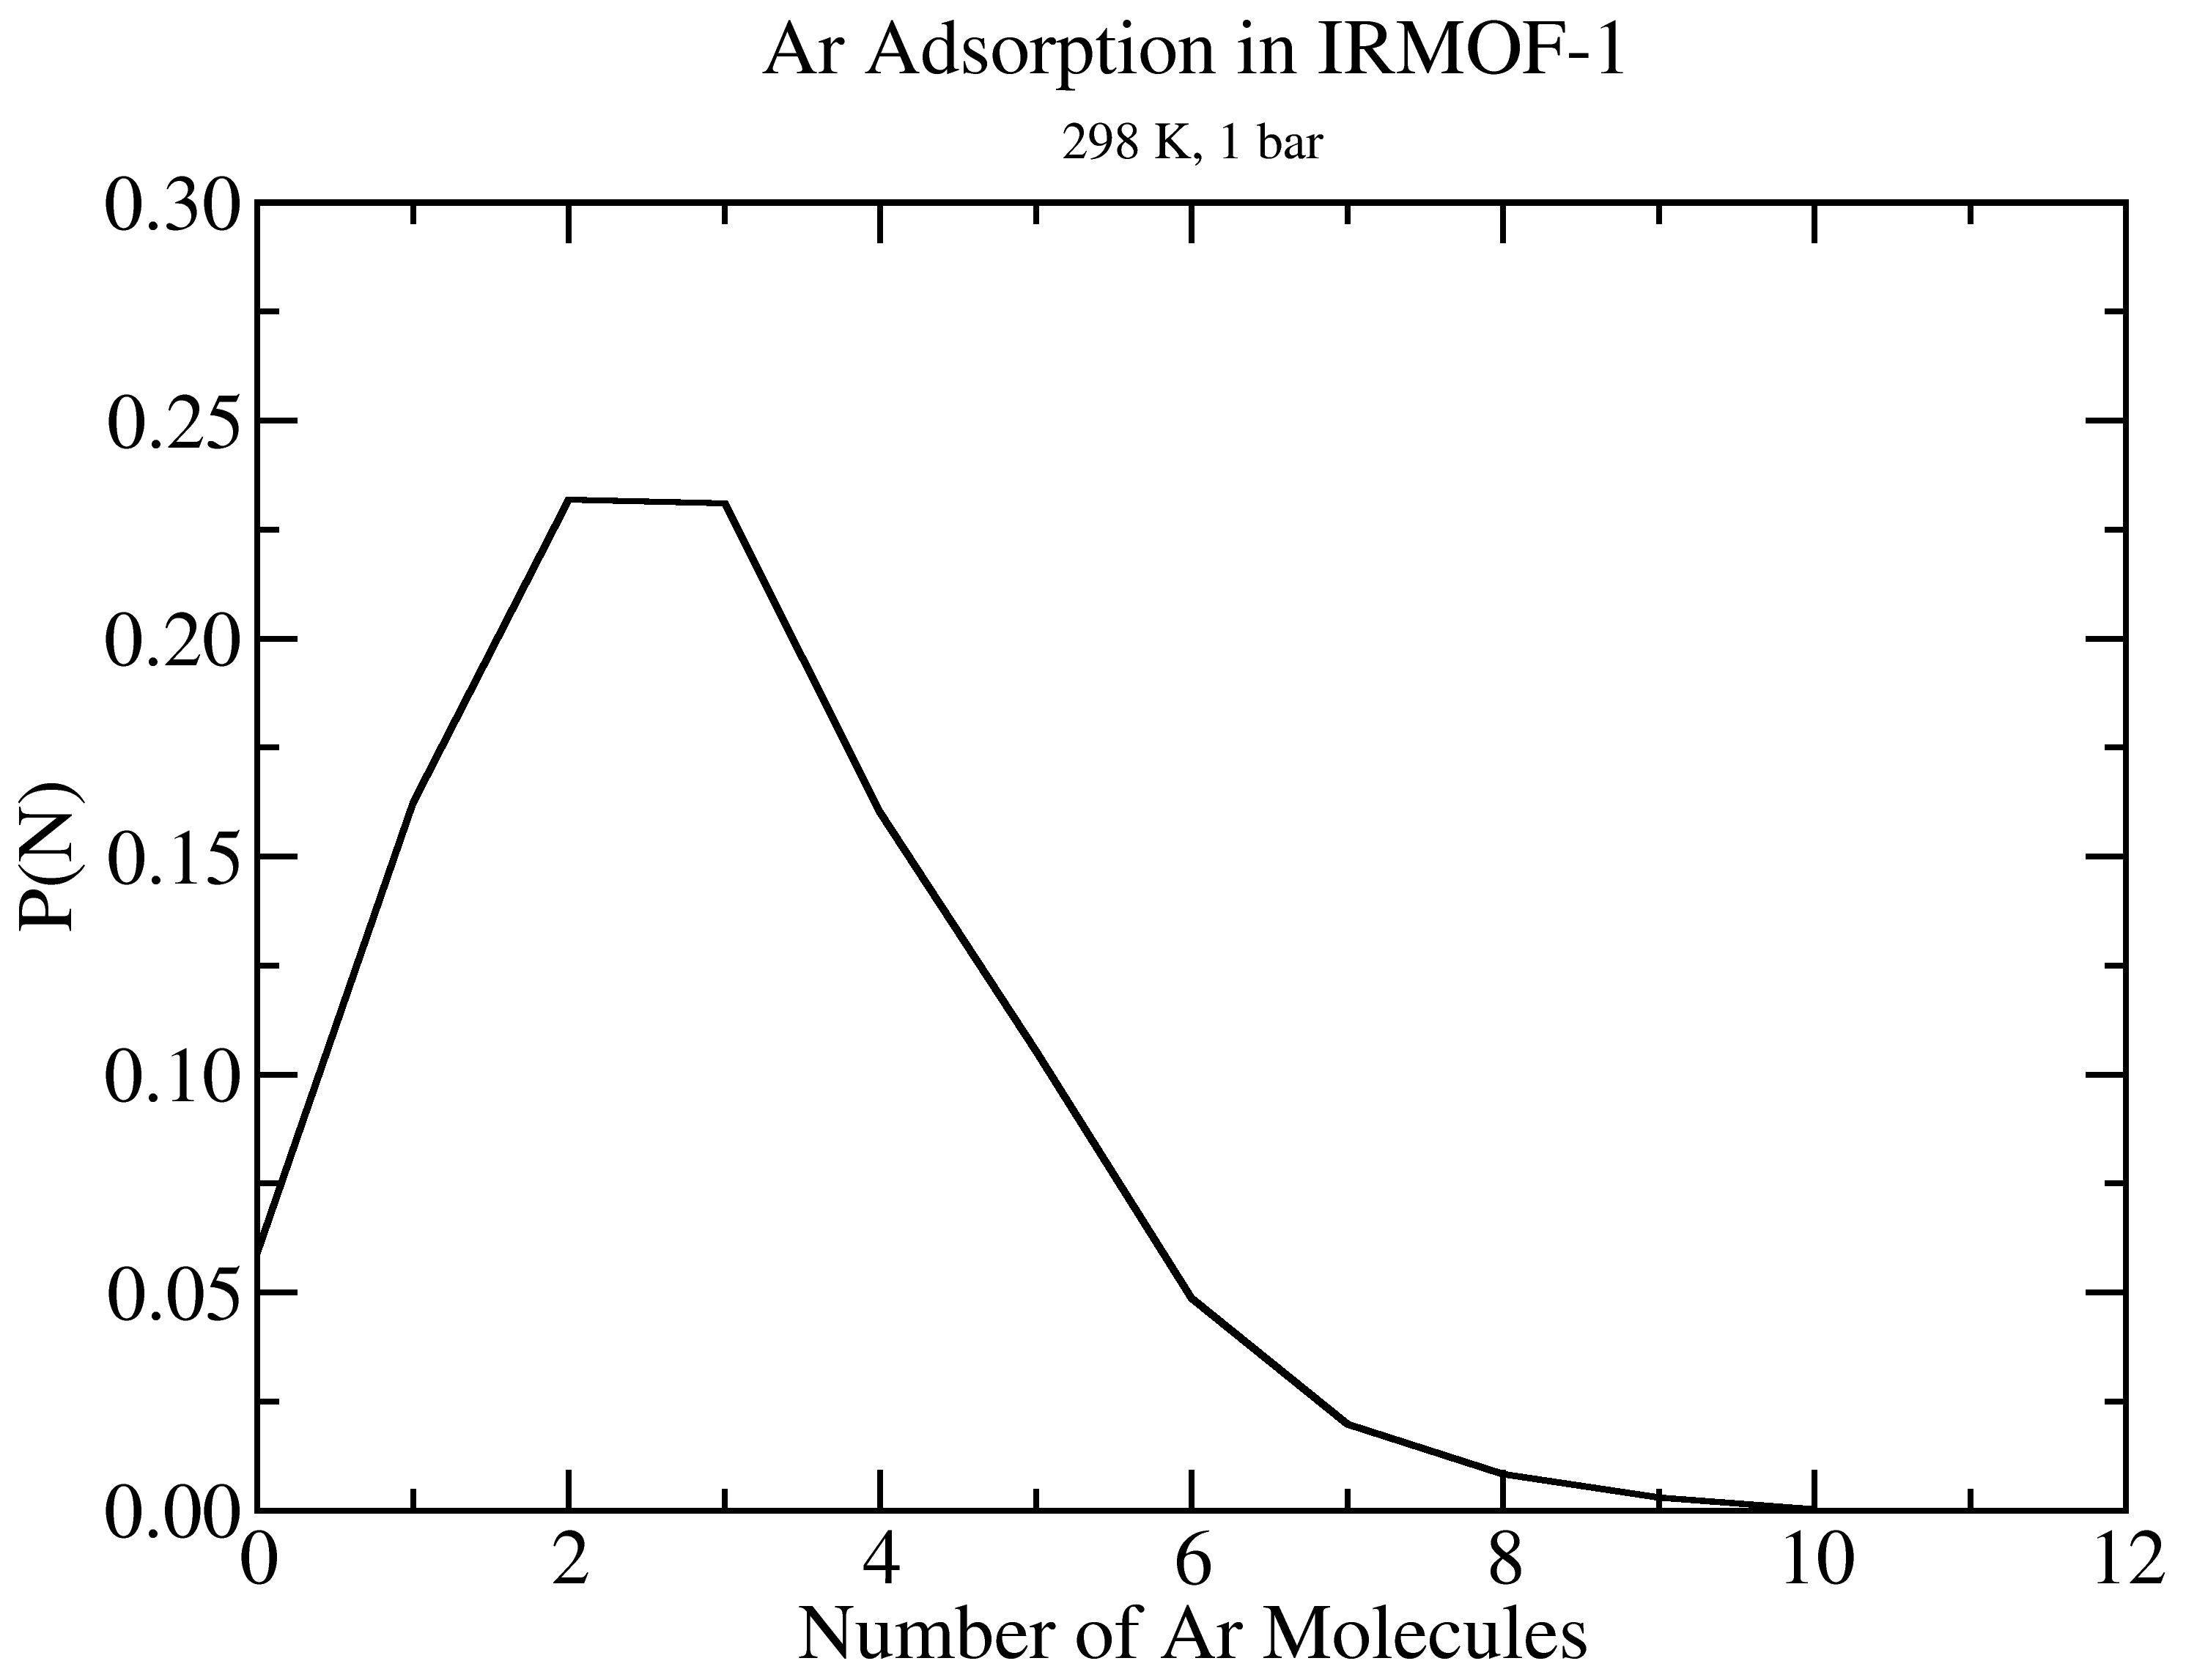 Ar Adsorption in IRMOF-1
298 K, 1 bar
0.30
0.25
0.20
0.15
0.10
0.05
0.00
P(N)
0 2 4 6 8 10 12
Number of Ar Molecules